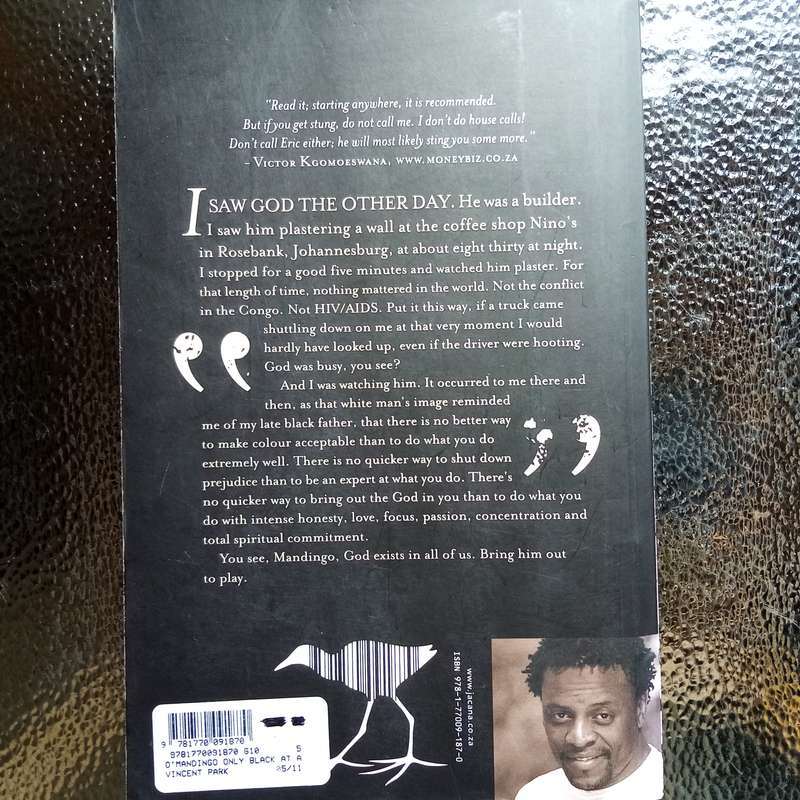 "Read it; starting anywhere, it is recommended.
But if you get stung, do not call me. I don't do house calls!
Don't call Eric either; he will most likely sting you some more."
– Victor Kgomoeswana, www.moneybiz.co.za
I SAW GOD THE OTHER DAY. He was a builder.
I saw him plastering a wall at the coffee shop Nino's
in Rosebank, Johannesburg, at about eight thirty at night.
I stopped for a good five minutes and watched him plaster. For
that length of time, nothing mattered in the world. Not the conflict
in the Congo. Not HIV/AIDS. Put it this way, if a truck came
shuttling down on me at that very moment I would
hardly have looked up, even if the driver were hooting.
God was busy, you see?
And I was watching him. It occurred to me there and
then, as that white man's image reminded
me of my late black father, that there is no better way
to make colour acceptable than to do what you do
extremely well. There is no quicker way to shut down
prejudice than to be an expert at what you do. There's
no quicker way to bring out the God in you than to do what you
do with intense honesty, love, focus, passion, concentration and
total spiritual commitment.
You see, Mandingo, God exists in all of us. Bring him out
to play.
www.jacana.co.za
ISBN 978-1-77009-187-0
9 781770 091870
9781770091870 G10 5
O'MANDINGO ONLY BLACK AT A
VINCENT PARK 05/11